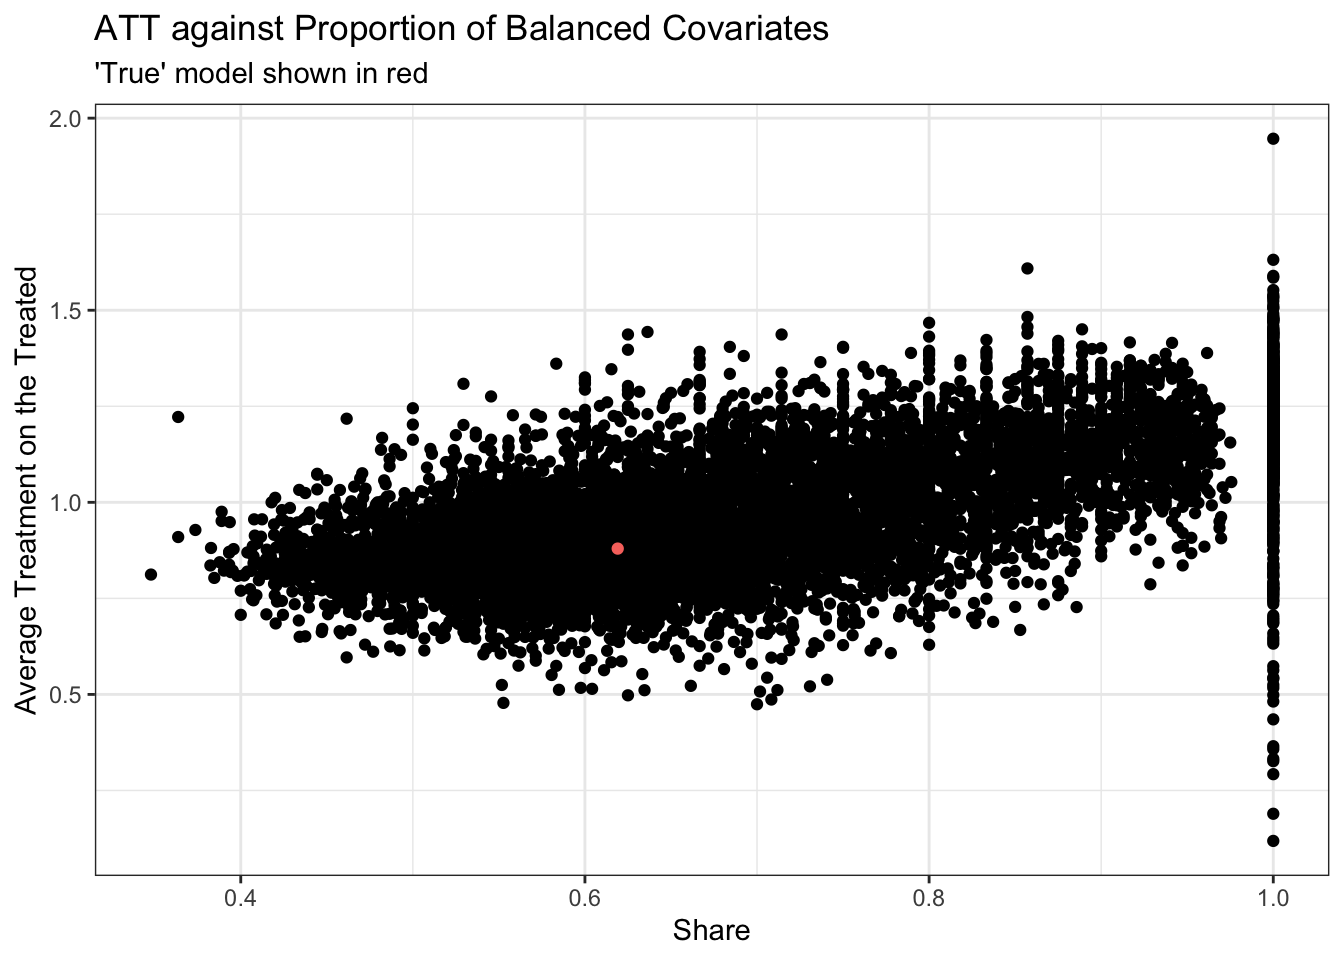 ATT against Proportion of Balanced Covariates
'True' model shown in red
Average Treatment on the Treated
2.0
1.5
1.0
0.5
0.4
0.6
0.8
1.0
Share